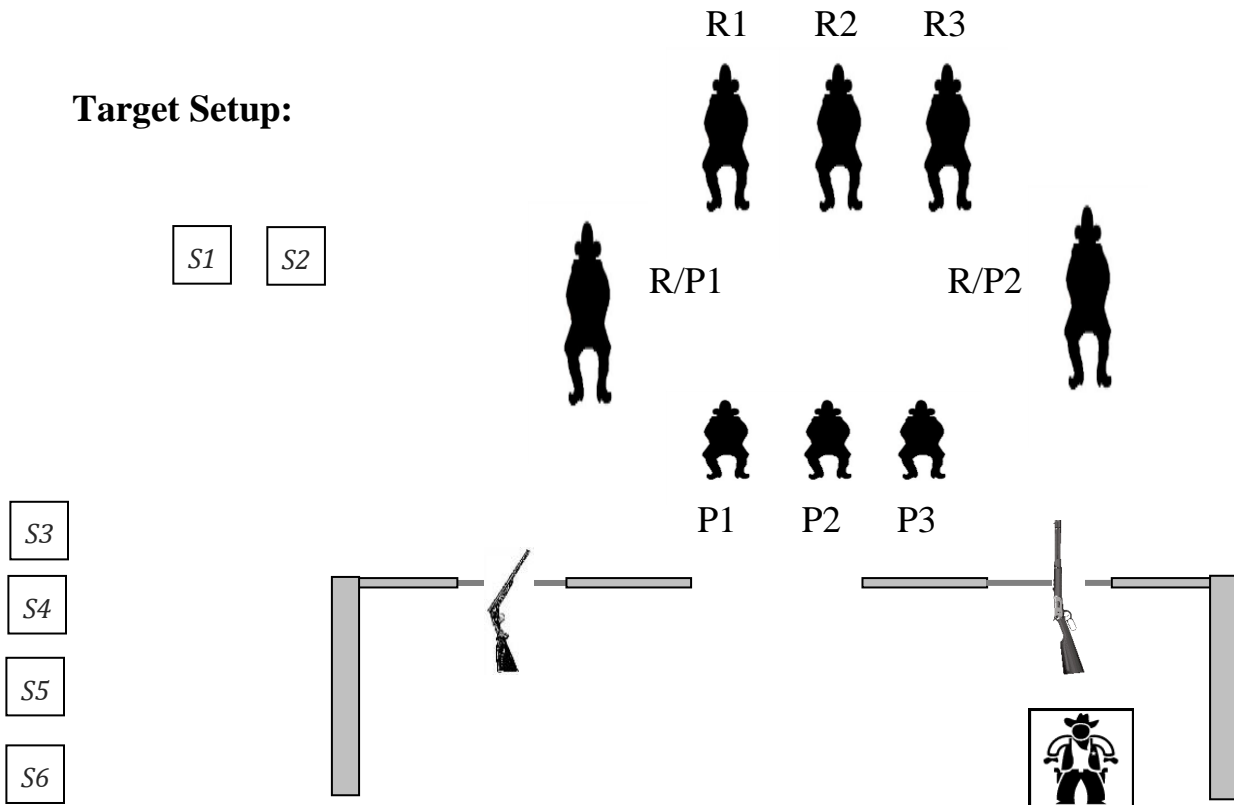 R1 R2 R3
Target Setup:
S1 S2
R/P1 R/P2
P1 P2 P3
S3
S4
S5
S6